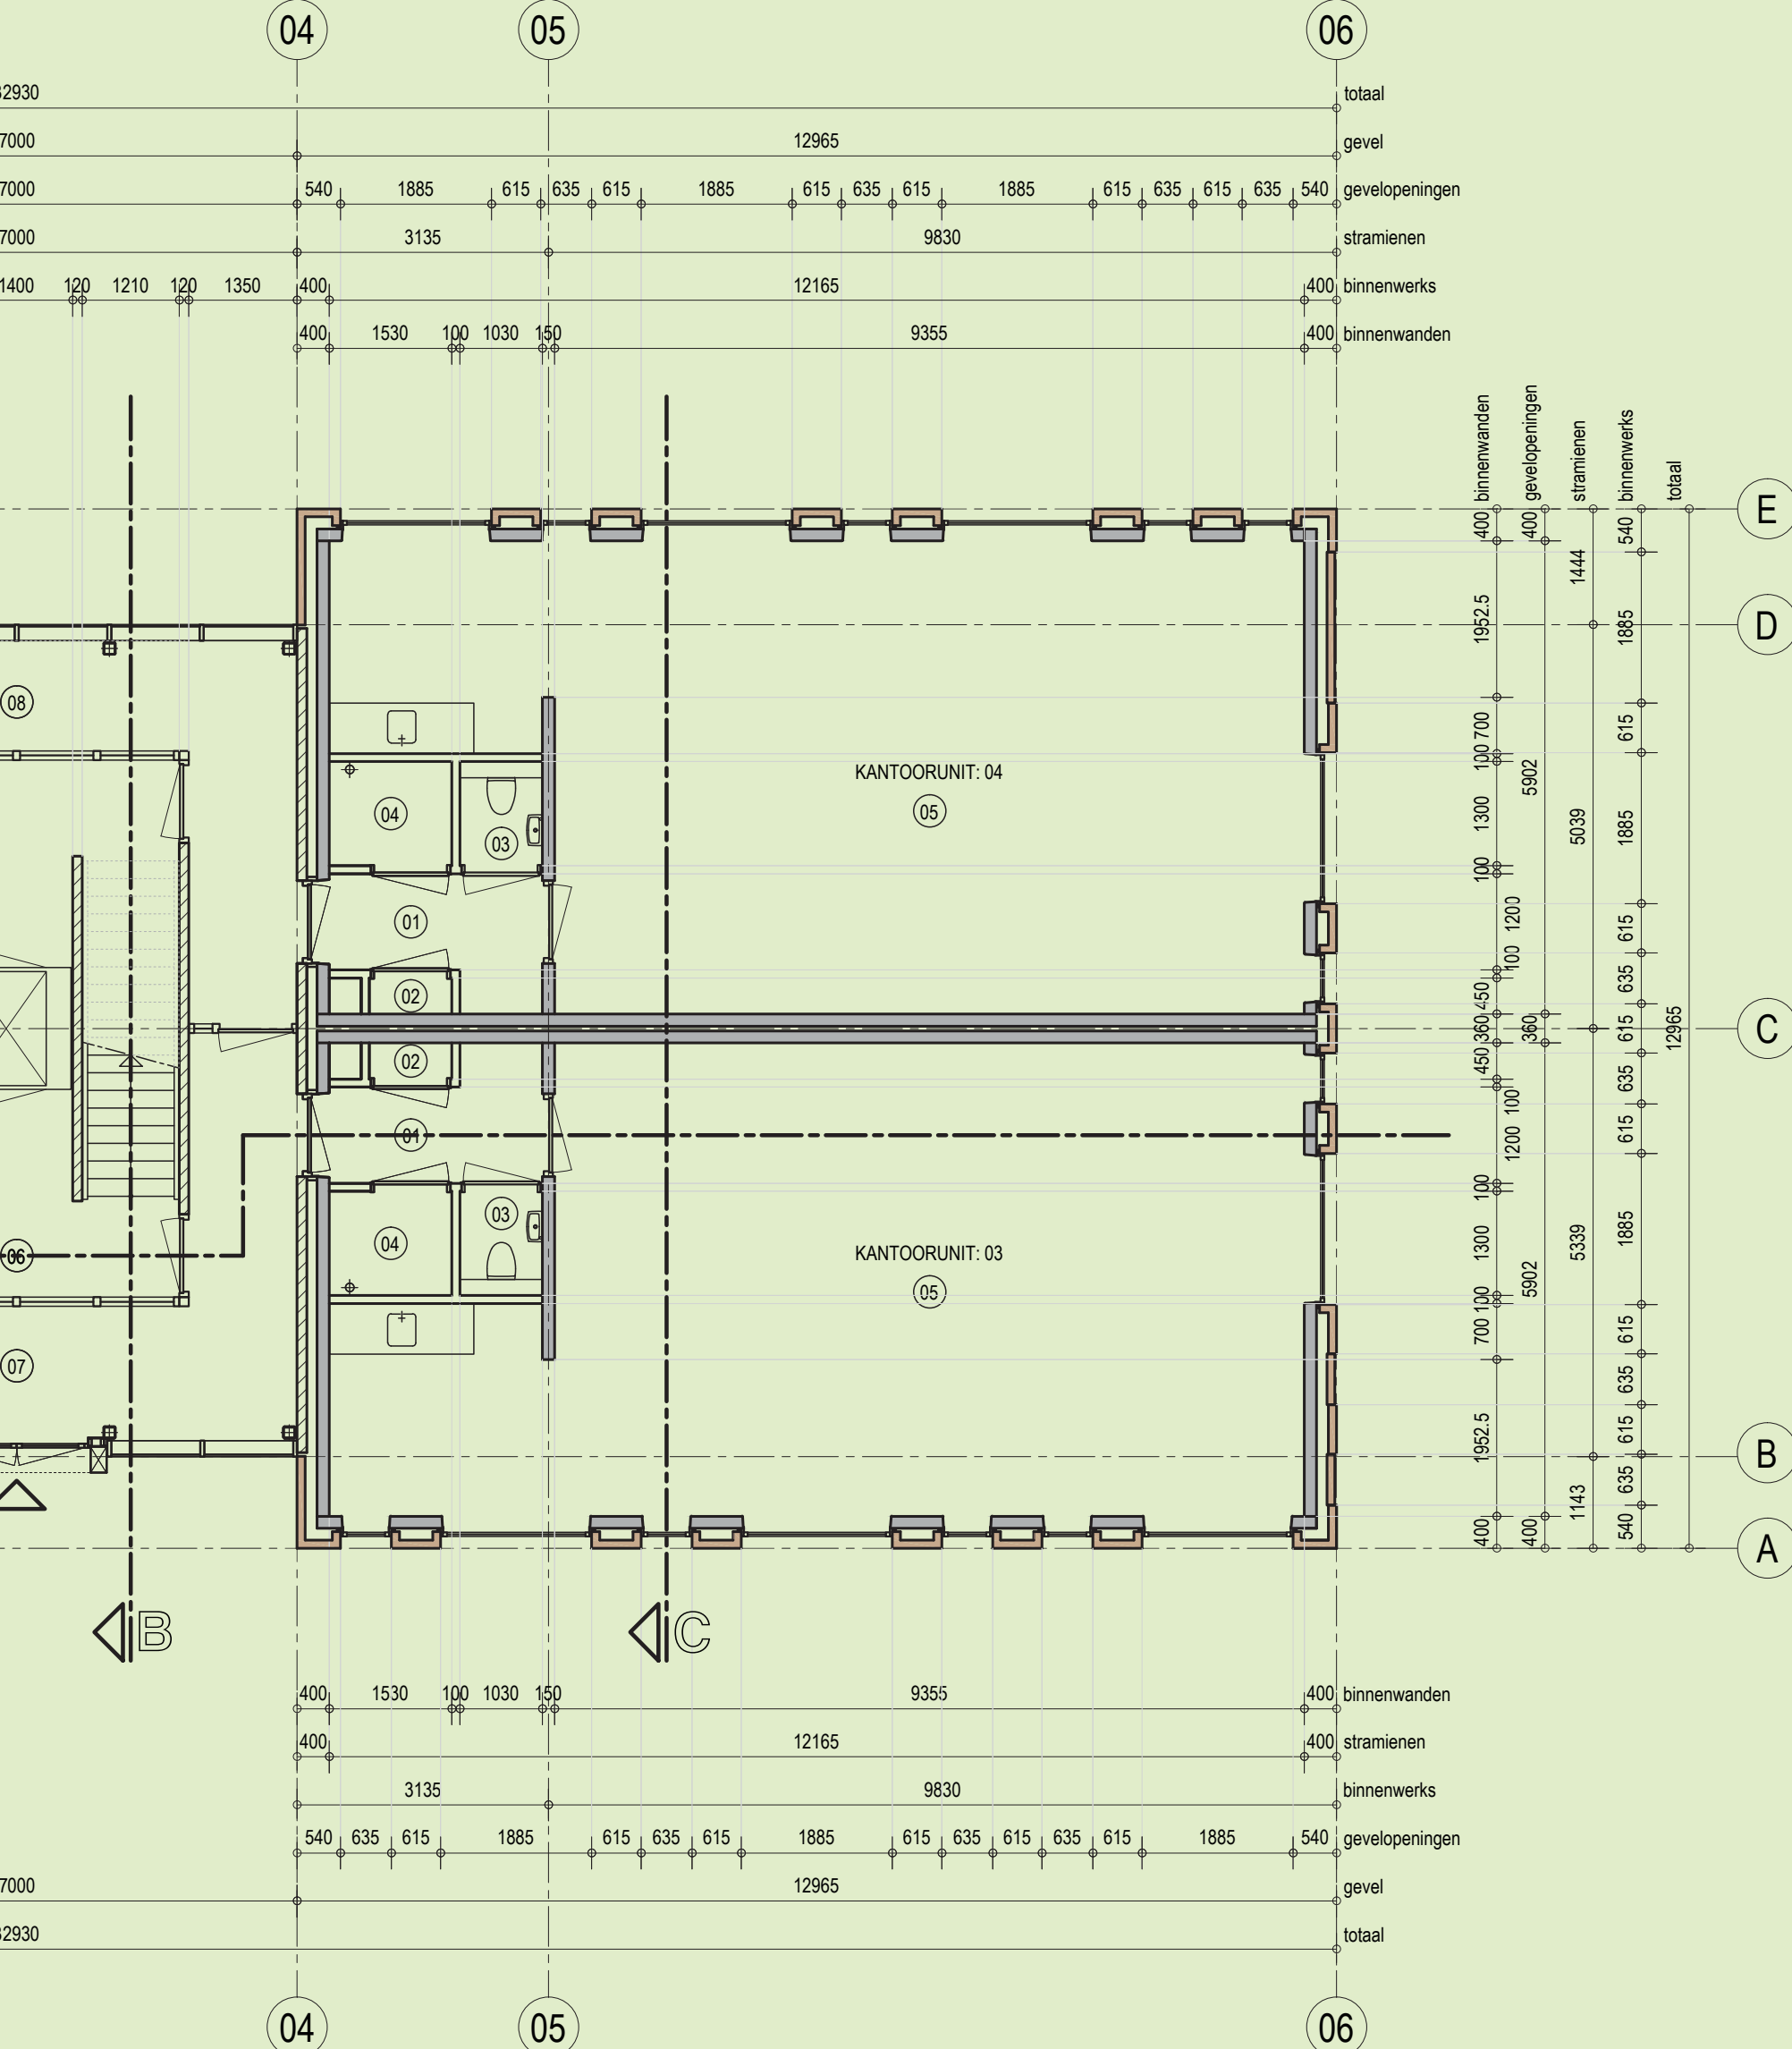 04 05 06
32930 totaal
7000 12965 gevel
7000 540 1885 615 635 615 1885 615 635 615 1885 615 635 615 635 540 gevelopeningen
7000 3135 9830 stramienen
1400 120 1210 120 1350 400 12165 400 binnenwerks
400 1530 100 1030 150 9355 400 binnenwanden
binnenwanden gevelopeningen stramienen binnenwerks totaal
400 1952.5 700 100 1300 100 1200 100 450 360 450 100 1200 100 1300 100 700 1952.5 400
400 5902 360 5902 400
1444 5039 5339 1143
540 1885 615 1885 615 635 615 635 615 1885 615 635 615 635 540
12965
E
D
C
B
A
08
KANTOORUNIT: 04
04 05
03
01
02
02
01
03
04 KANTOORUNIT: 03
06 05
07
B C
400 1530 100 1030 150 9355 400 binnenwanden
400 12165 400 stramienen
3135 9830 binnenwerks
540 635 615 1885 615 635 615 1885 615 635 615 635 615 1885 540 gevelopeningen
7000 12965 gevel
32930 totaal
04 05 06